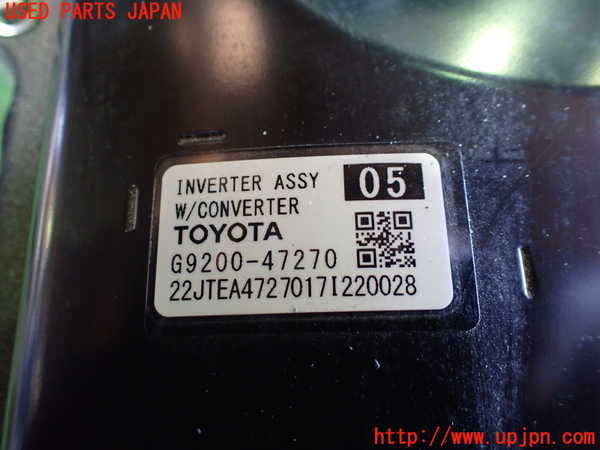 USED PARTS JAPAN
INVERTER ASSY 05
W/CONVERTER
TOYOTA
G9200-47270
22JTEA4727017I220028
http://www.upjpn.com